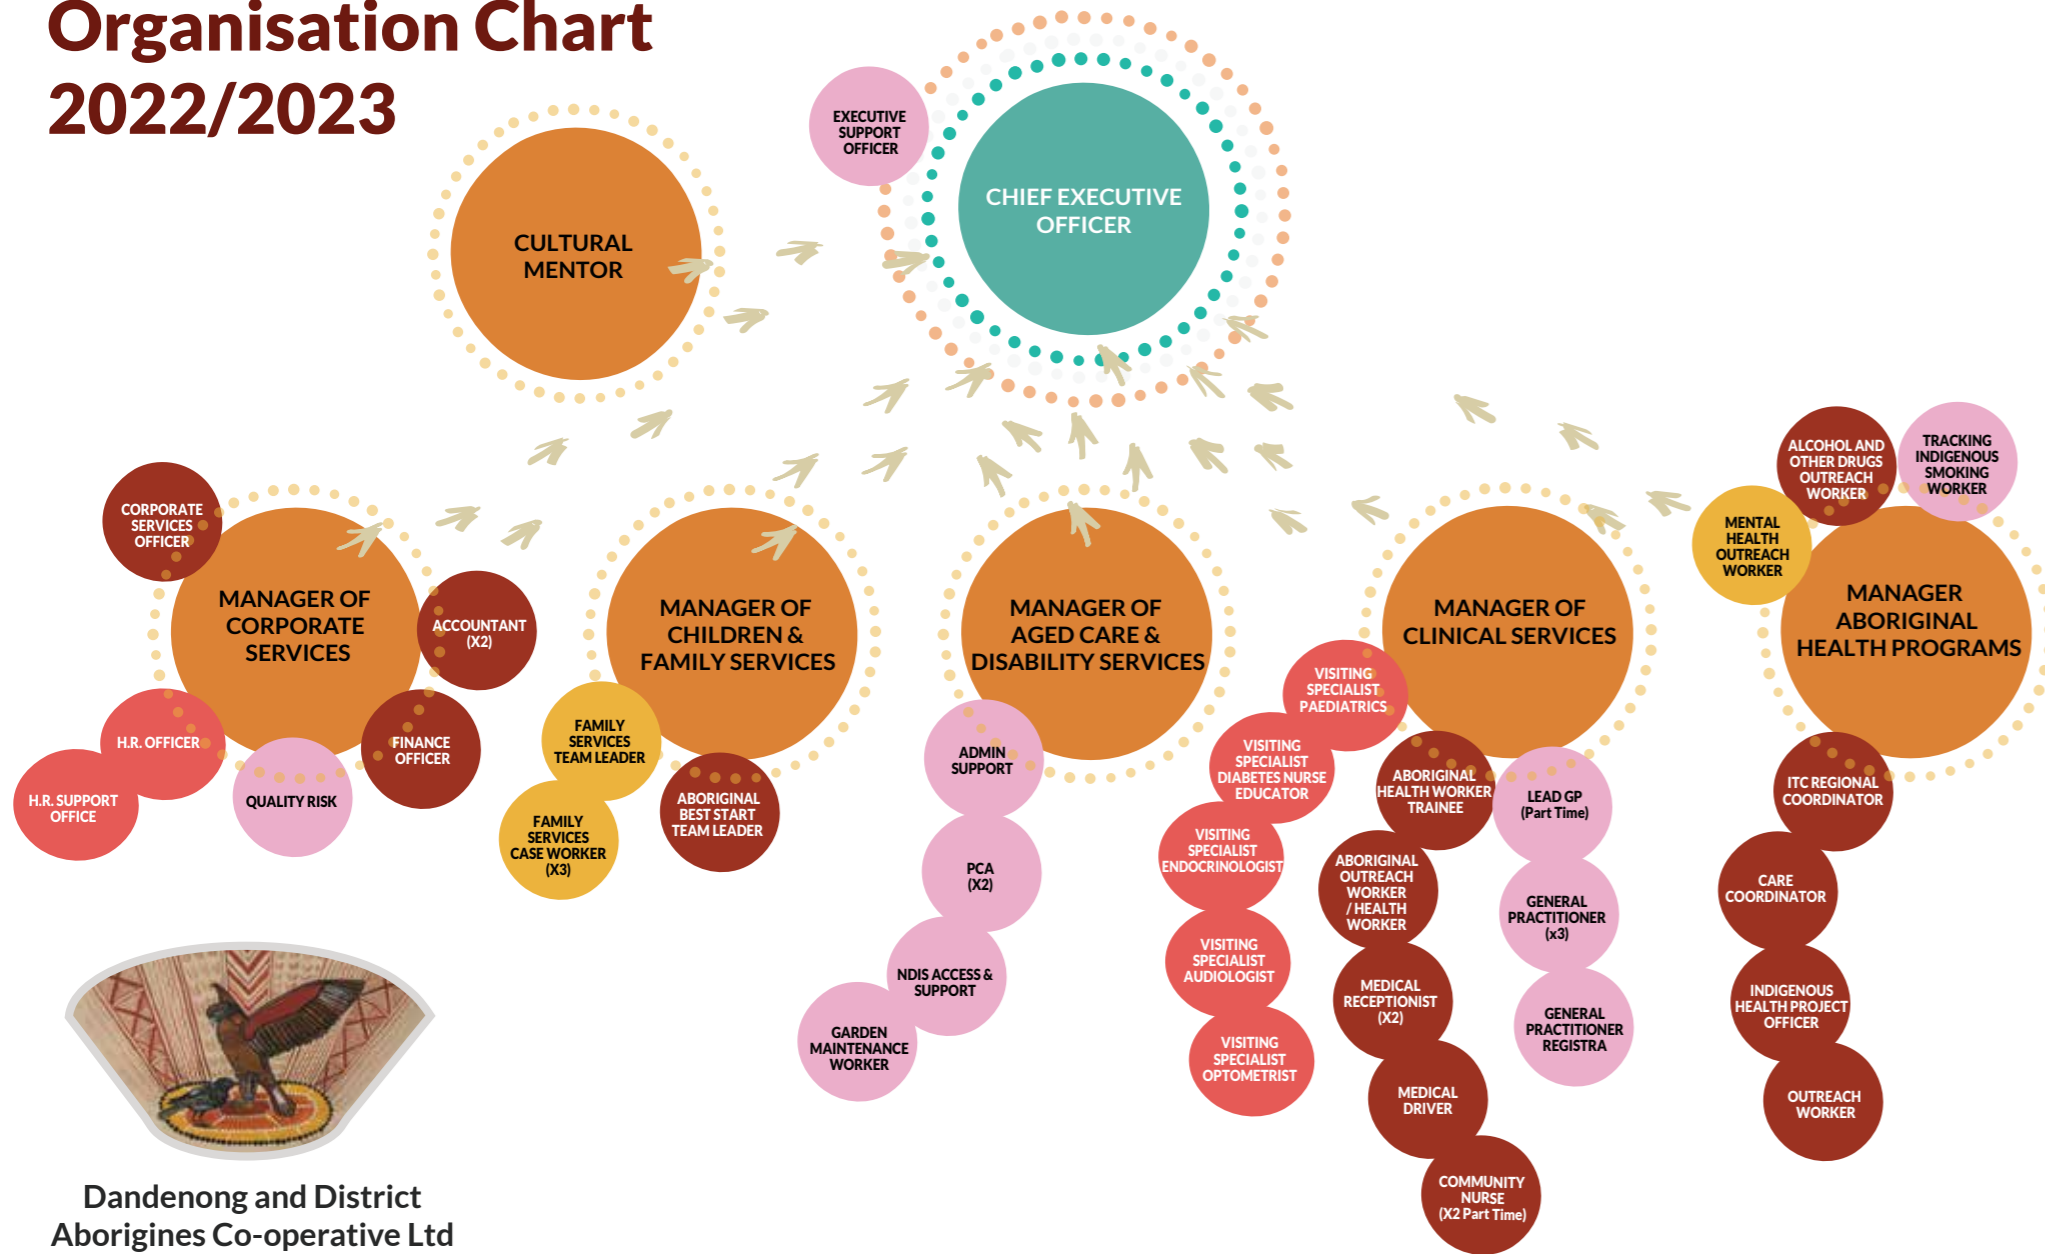 Organisation Chart
2022/2023
EXECUTIVE
SUPPORT
OFFICER
CHIEF EXECUTIVE
OFFICER
CULTURAL
MENTOR
CORPORATE
SERVICES
OFFICER
MANAGER OF
CORPORATE
SERVICES
ACCOUNTANT
(X2)
FINANCE
OFFICER
QUALITY RISK
H.R. OFFICER
H.R. SUPPORT
OFFICE
MANAGER OF
CHILDREN &
FAMILY SERVICES
FAMILY
SERVICES
TEAM LEADER
FAMILY
SERVICES
CASE WORKER
(X3)
ABORIGINAL
BEST START
TEAM LEADER
MANAGER OF
AGED CARE &
DISABILITY SERVICES
ADMIN
SUPPORT
PCA
(X2)
NDIS ACCESS &
SUPPORT
GARDEN
MAINTENANCE
WORKER
MANAGER OF
CLINICAL SERVICES
VISITING
SPECIALIST
PAEDIATRICS
VISITING
SPECIALIST
DIABETES NURSE
EDUCATOR
VISITING
SPECIALIST
ENDOCRINOLOGIST
VISITING
SPECIALIST
AUDIOLOGIST
VISITING
SPECIALIST
OPTOMETRIST
ABORIGINAL
HEALTH WORKER
TRAINEE
ABORIGINAL
OUTREACH
WORKER
/ HEALTH
WORKER
MEDICAL
RECEPTIONIST
(X2)
MEDICAL
DRIVER
COMMUNITY
NURSE
(X2 Part Time)
LEAD GP
(Part Time)
GENERAL
PRACTITIONER
(x3)
GENERAL
PRACTITIONER
REGISTRA
MENTAL
HEALTH
OUTREACH
WORKER
ALCOHOL AND
OTHER DRUGS
OUTREACH
WORKER
TRACKING
INDIGENOUS
SMOKING
WORKER
MANAGER
ABORIGINAL
HEALTH PROGRAMS
ITC REGIONAL
COORDINATOR
CARE
COORDINATOR
INDIGENOUS
HEALTH PROJECT
OFFICER
OUTREACH
WORKER
Dandenong and District
Aborigines Co-operative Ltd